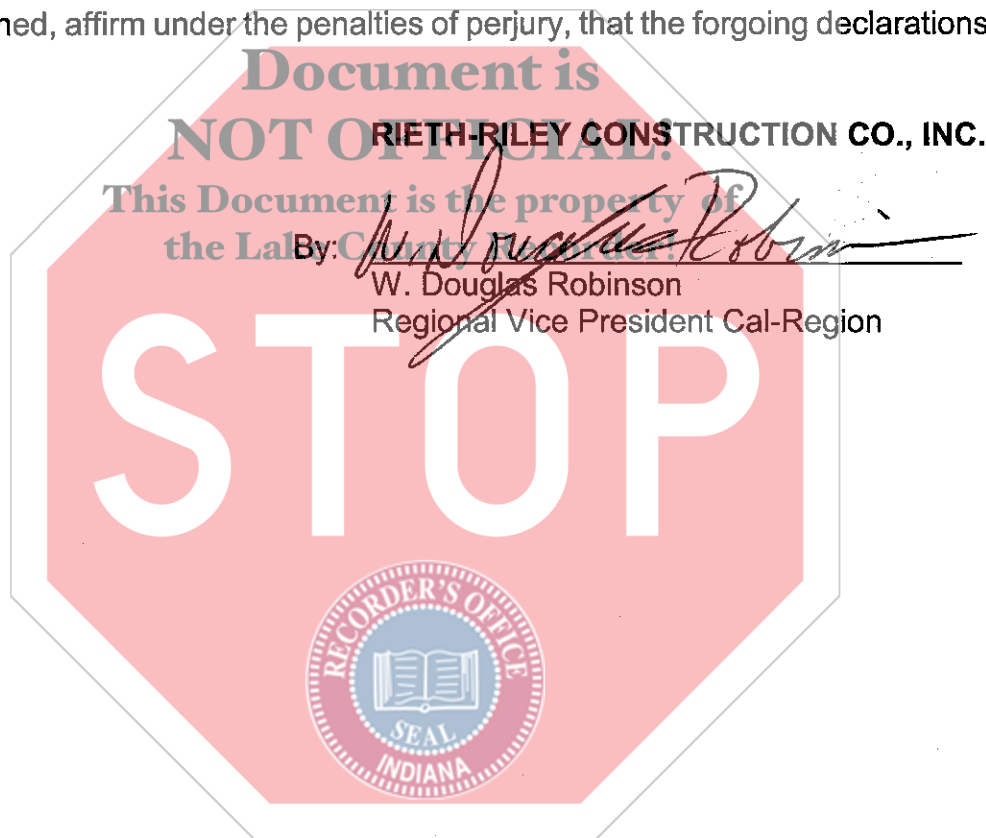 ned, affirm under the penalties of perjury, that the forgoing declarations
Document is
NOT OFFICIAL!
RIETH-RILEY CONSTRUCTION CO., INC.
This Document is the property of
the Lake County Recorder!
By: W. Douglas Robinson
W. Douglas Robinson
Regional Vice President Cal-Region
STOP
RECORDER'S OFFICE
SEAL
INDIANA